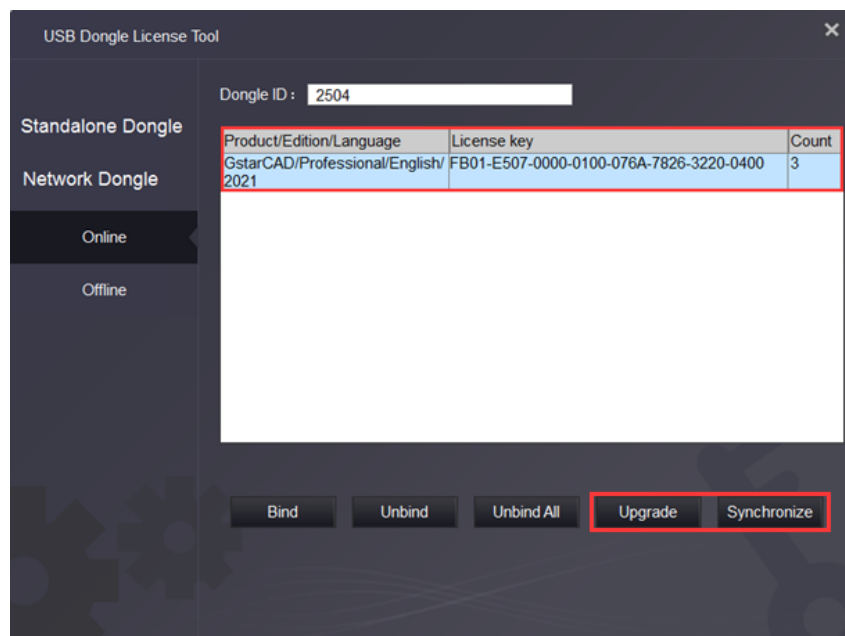 USB Dongle License Tool
Dongle ID : 2504
Standalone Dongle
Network Dongle
Online
Offline
Product/Edition/Language License key Count
GstarCAD/Professional/English/ FB01-E507-0000-0100-076A-7826-3220-0400 3
2021
Bind Unbind Unbind All Upgrade Synchronize